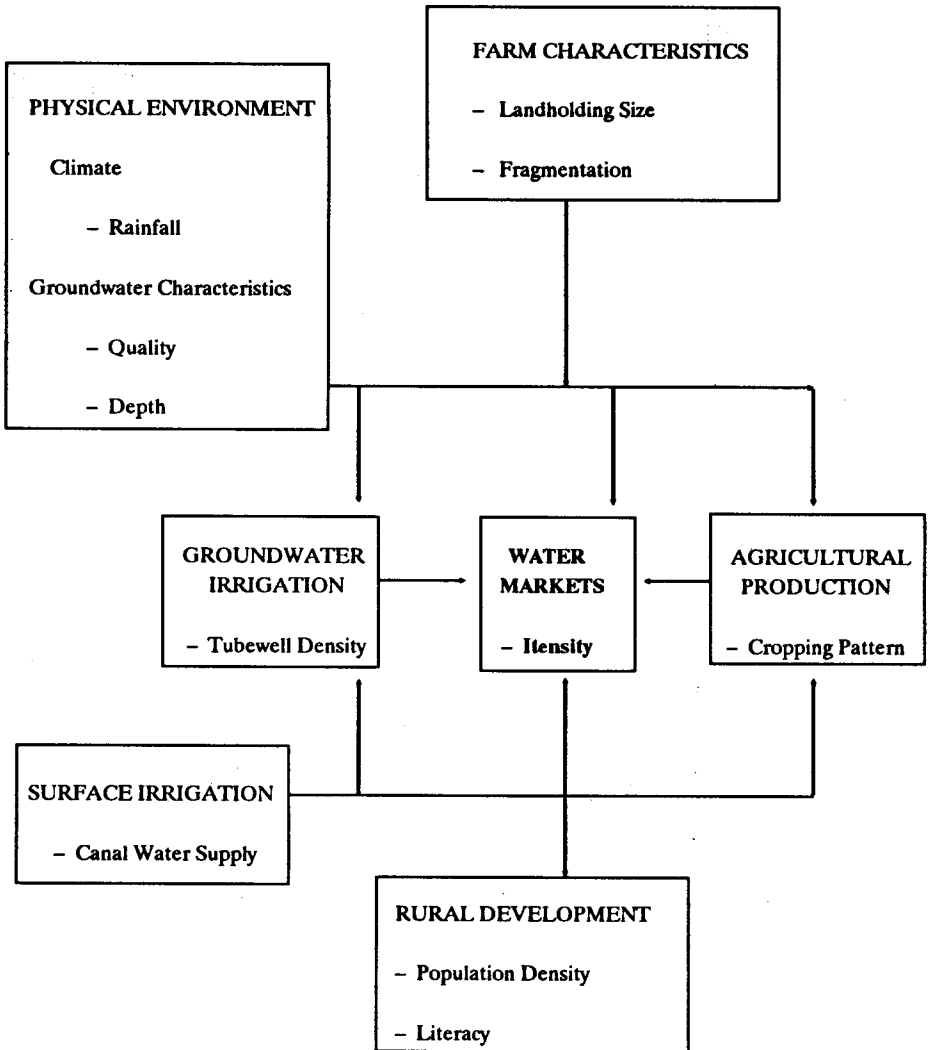 FARM CHARACTERISTICS
– Landholding Size
– Fragmentation
PHYSICAL ENVIRONMENT
Climate
– Rainfall
Groundwater Characteristics
– Quality
– Depth
GROUNDWATER
IRRIGATION
– Tubewell Density
WATER
MARKETS
– Itensity
AGRICULTURAL
PRODUCTION
– Cropping Pattern
SURFACE IRRIGATION
– Canal Water Supply
RURAL DEVELOPMENT
– Population Density
– Literacy